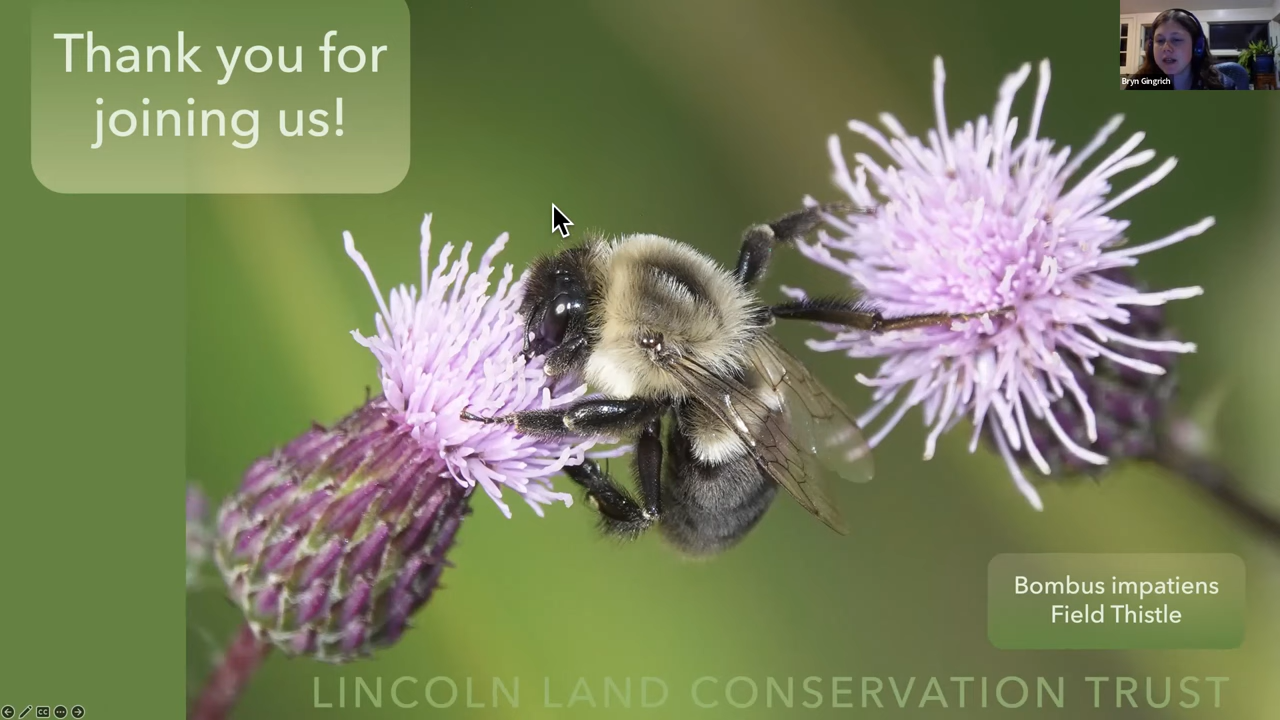 Thank you for
joining us!
Bryn Gingrich
Bombus impatiens
Field Thistle
LINCOLN LAND CONSERVATION TRUST